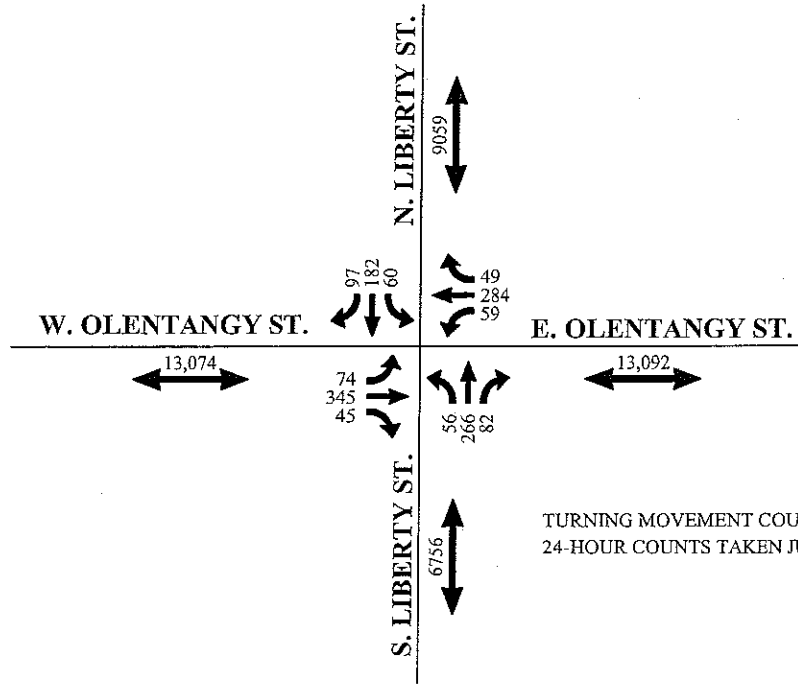 N. LIBERTY ST.
9059
97
182
60
49
284
59
W. OLENTANGY ST.
E. OLENTANGY ST.
13,074
13,092
74
345
45
56
266
82
S. LIBERTY ST.
6756
TURNING MOVEMENT COU
24-HOUR COUNTS TAKEN JU